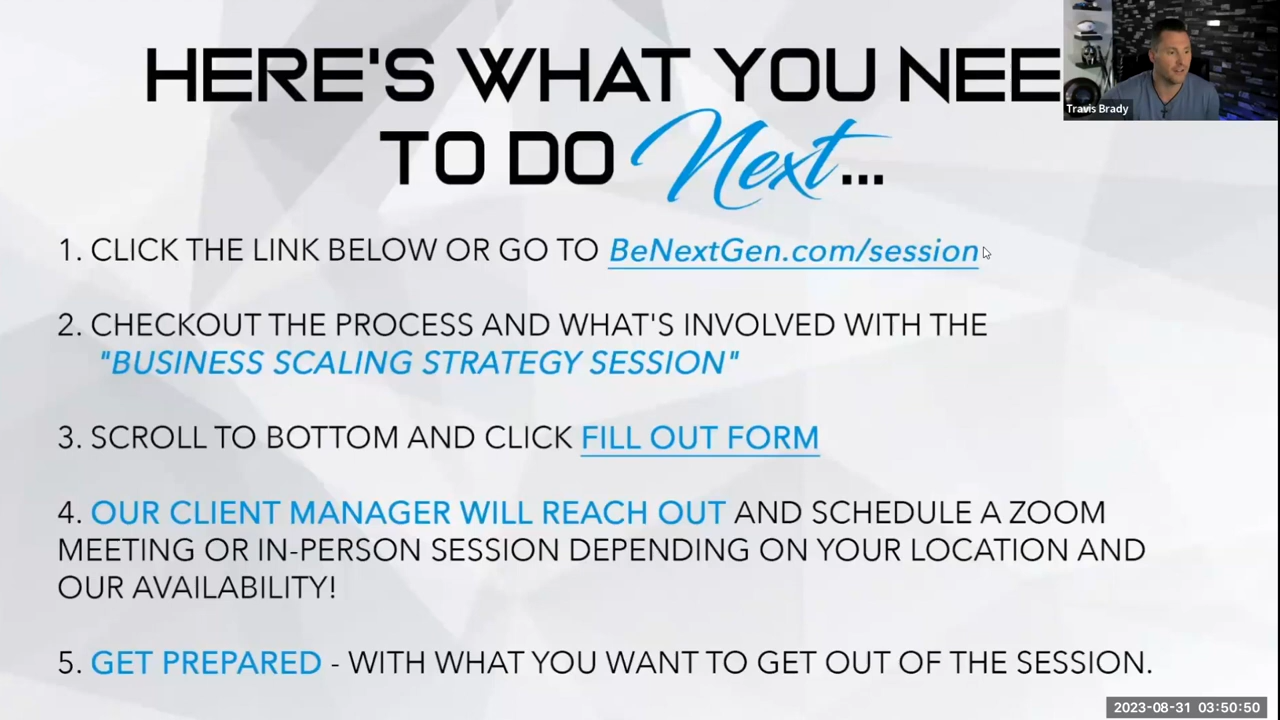 HERE'S WHAT YOU NEE
TO DO Next...
Travis Brady
1. CLICK THE LINK BELOW OR GO TO BeNextGen.com/session
2. CHECKOUT THE PROCESS AND WHAT'S INVOLVED WITH THE
"BUSINESS SCALING STRATEGY SESSION"
3. SCROLL TO BOTTOM AND CLICK FILL OUT FORM
4. OUR CLIENT MANAGER WILL REACH OUT AND SCHEDULE A ZOOM
MEETING OR IN-PERSON SESSION DEPENDING ON YOUR LOCATION AND
OUR AVAILABILITY!
5. GET PREPARED - WITH WHAT YOU WANT TO GET OUT OF THE SESSION.
2023-08-31 03:50:50